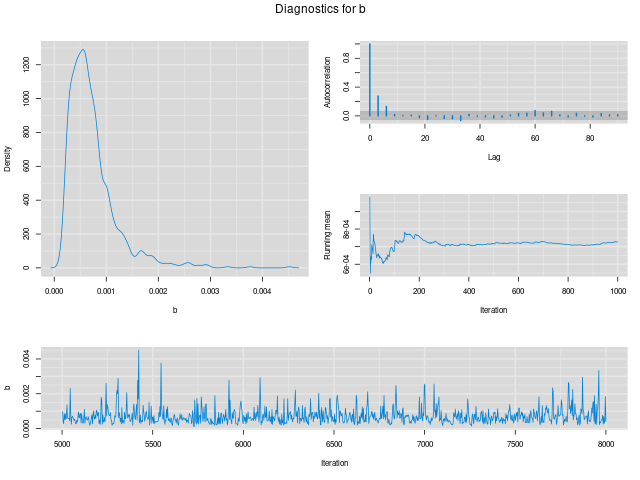 Diagnostics for b
Density
0 200 400 600 800 1000 1200
0.000 0.001 0.002 0.003 0.004
b
Autocorrelation
0.0 0.4 0.8
0 20 40 60 80
Lag
Running mean
6e-04 8e-04
0 200 400 600 800 1000
Iteration
b
0.000 0.002 0.004
5000 5500 6000 6500 7000 7500 8000
Iteration